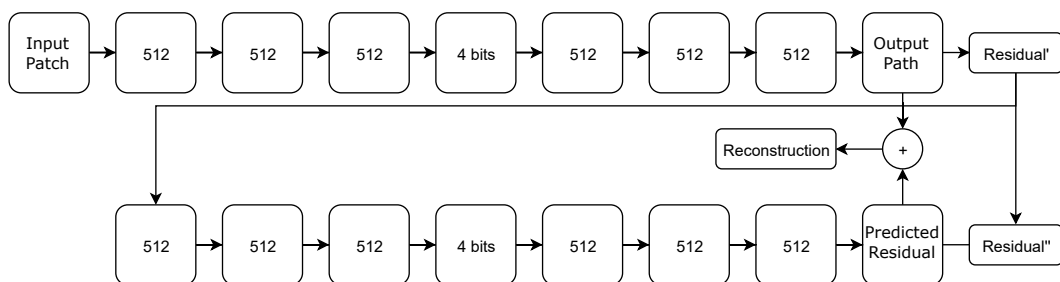 Input
Patch
512
512
512
4 bits
512
512
512
Output
Path
Residual'
Reconstruction
+
512
512
512
4 bits
512
512
512
Predicted
Residual
Residual"